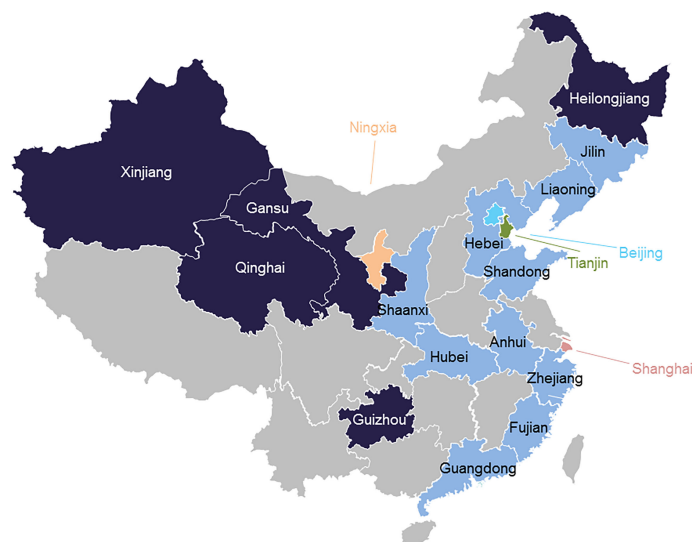 Heilongjiang
Ningxia
Jilin
Xinjiang
Liaoning
Gansu
Hebei
Beijing
Tianjin
Qinghai
Shandong
Shaanxi
Anhui
Hubei
Shanghai
Zhejiang
Guizhou
Fujian
Guangdong